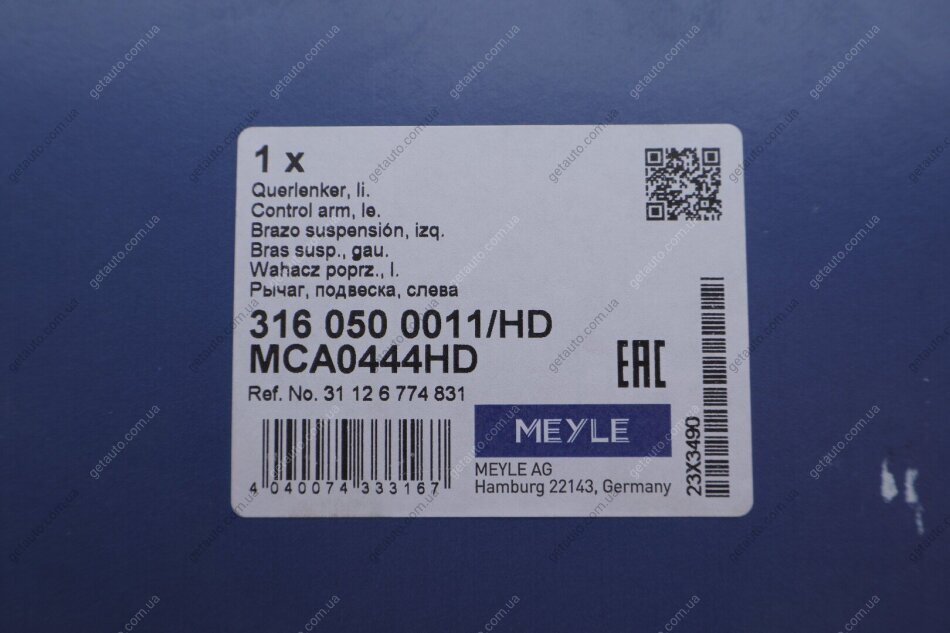 1 x
Querlenker, li.
Control arm, le.
Brazo suspensión, izq.
Bras susp., gau.
Wahacz poprz., l.
Рычаг, подвеска, слева
316 050 0011/HD
MCA0444HD
Ref. No. 31 12 6 774 831
EAC
MEYLE
MEYLE AG
Hamburg 22143, Germany
4 040074 333167
23X3490
getauto.com.ua